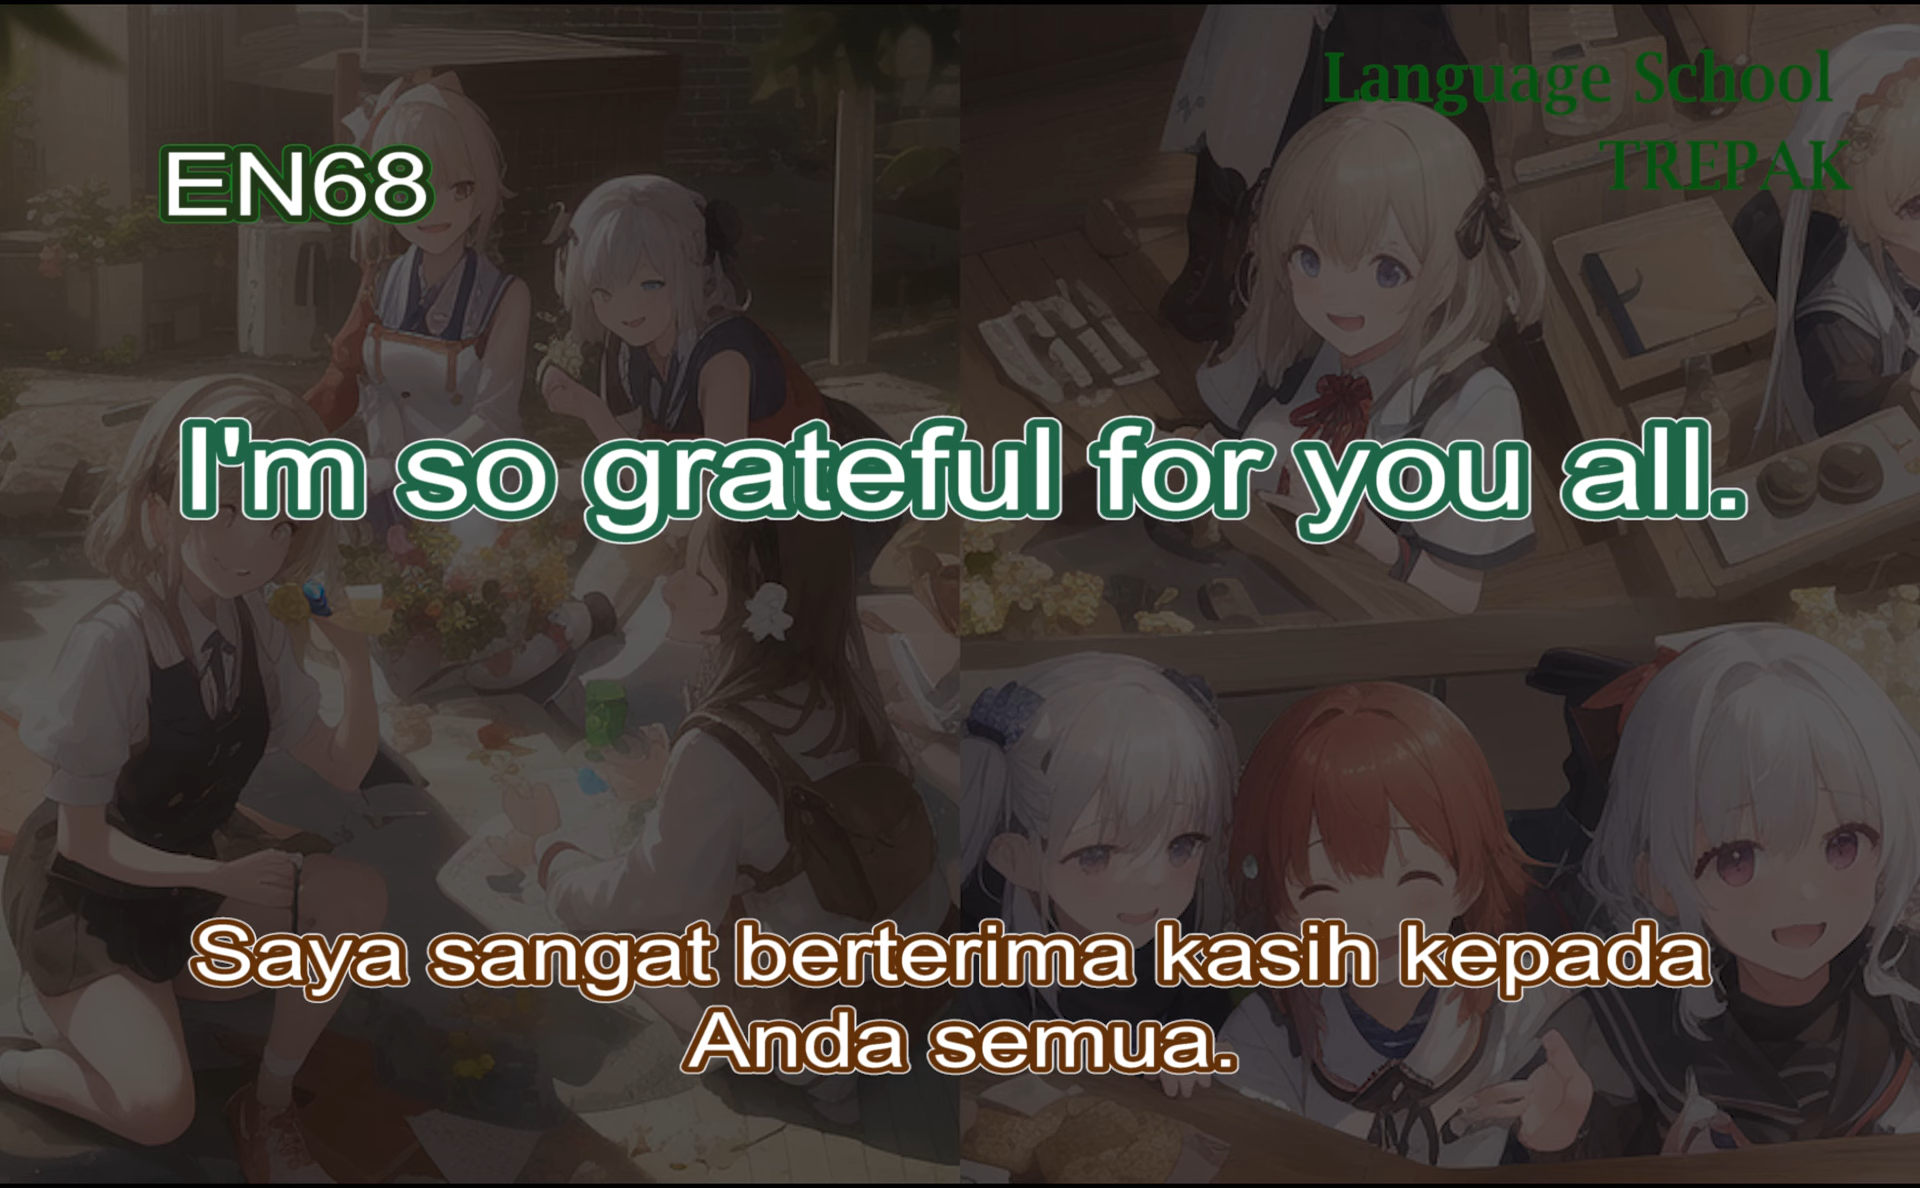 Language School
TREPAK
EN68
I'm so grateful for you all.
Saya sangat berterima kasih kepada
Anda semua.